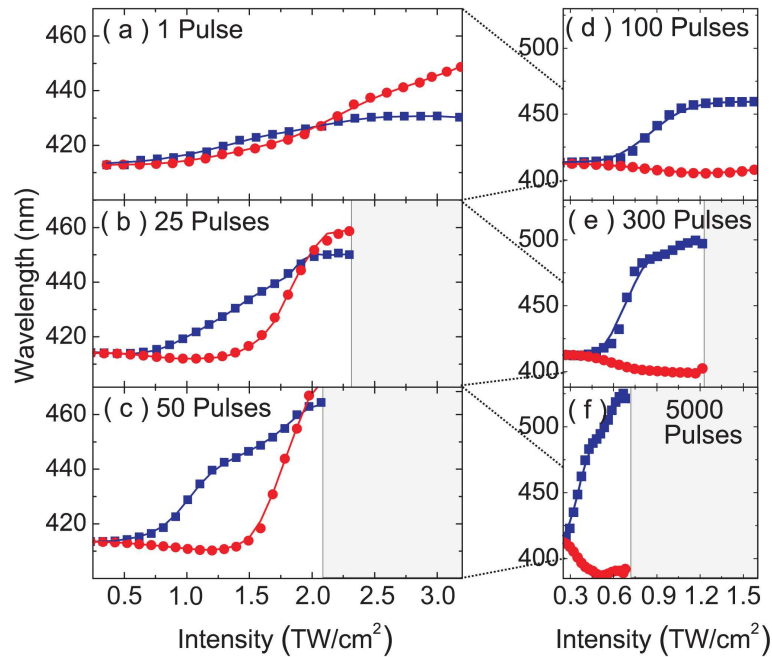 ( a ) 1 Pulse
460
440
420
( b ) 25 Pulses
460
440
420
( c ) 50 Pulses
460
440
420
0.5 1.0 1.5 2.0 2.5 3.0
Intensity (TW/cm²)
Wavelength (nm)
( d ) 100 Pulses
500
450
400
( e ) 300 Pulses
500
450
400
( f ) 5000
Pulses
500
450
400
0.3 0.6 0.9 1.2 1.5
Intensity (TW/cm²)